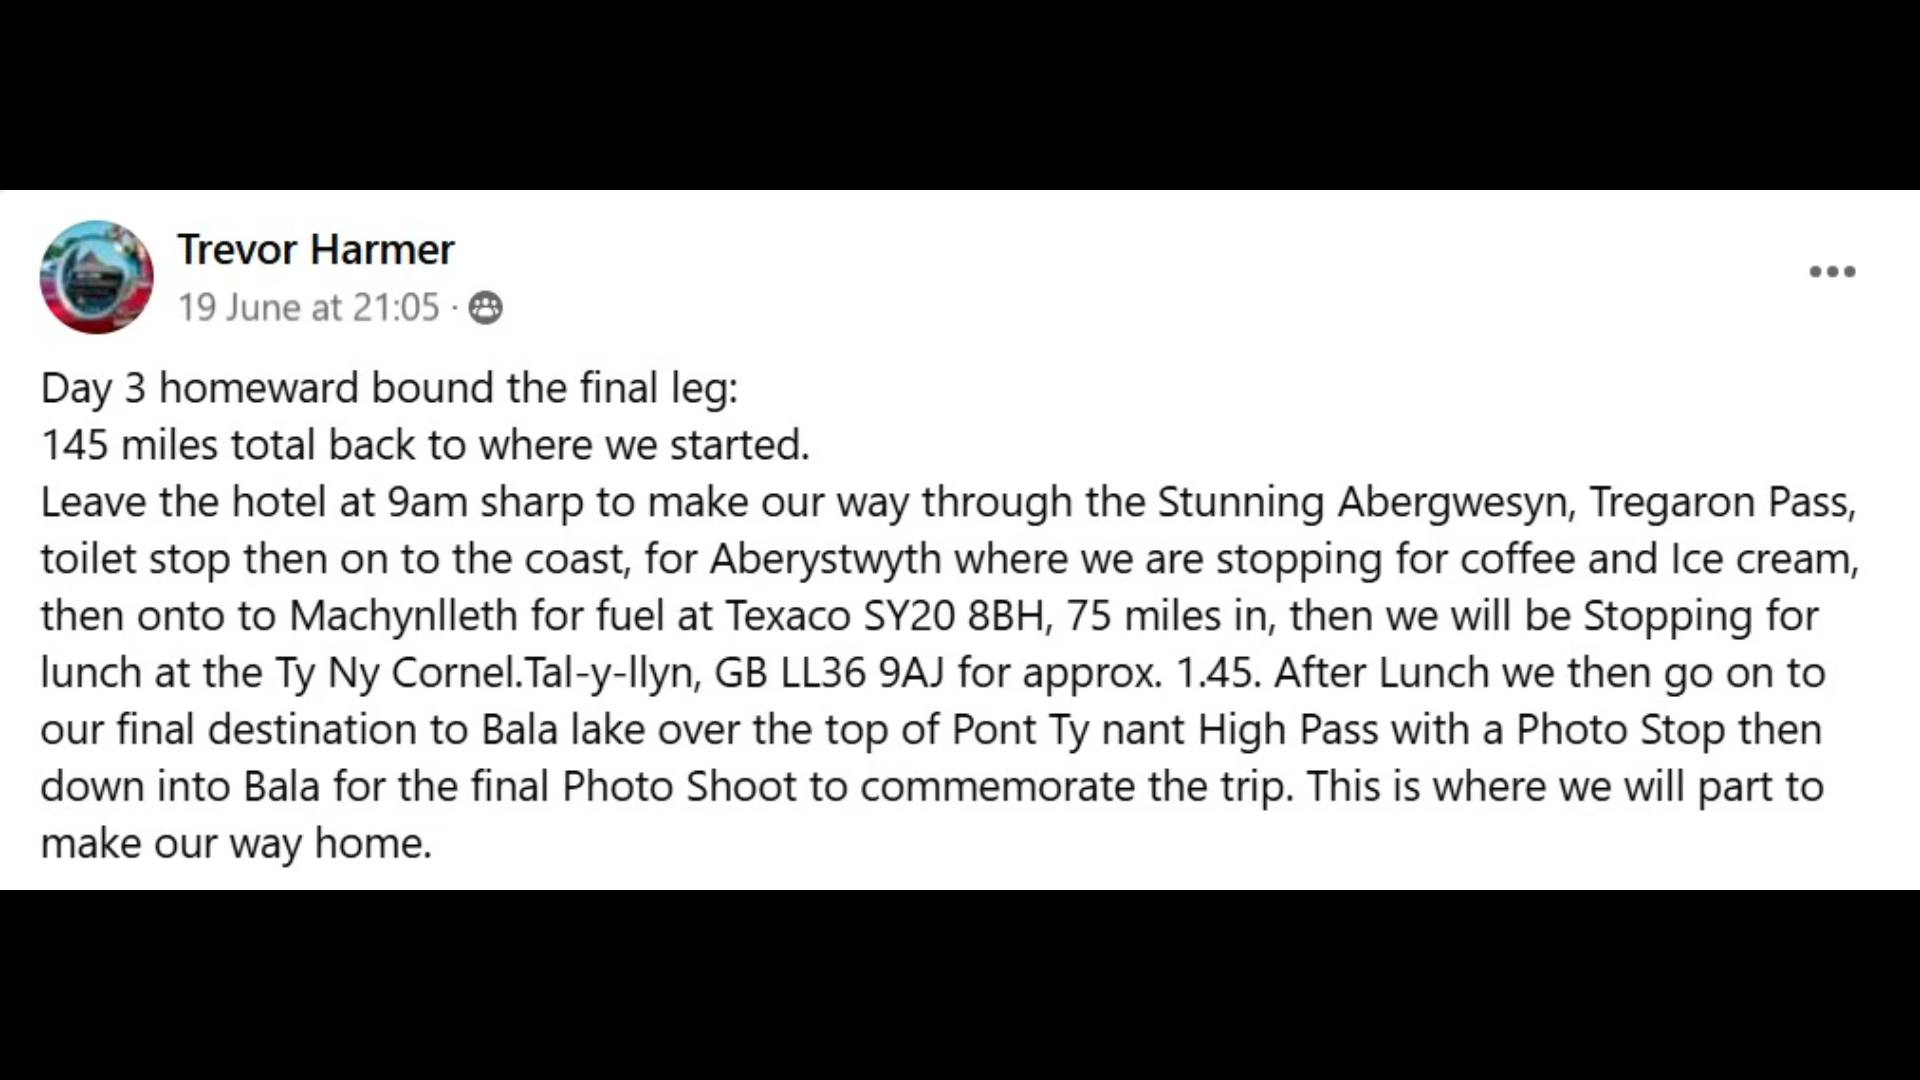 Trevor Harmer
19 June at 21:05 ·
Day 3 homeward bound the final leg:
145 miles total back to where we started.
Leave the hotel at 9am sharp to make our way through the Stunning Abergwesyn, Tregaron Pass,
toilet stop then on to the coast, for Aberystwyth where we are stopping for coffee and Ice cream,
then onto to Machynlleth for fuel at Texaco SY20 8BH, 75 miles in, then we will be Stopping for
lunch at the Ty Ny Cornel.Tal-y-llyn, GB LL36 9AJ for approx. 1.45. After Lunch we then go on to
our final destination to Bala lake over the top of Pont Ty nant High Pass with a Photo Stop then
down into Bala for the final Photo Shoot to commemorate the trip. This is where we will part to
make our way home.